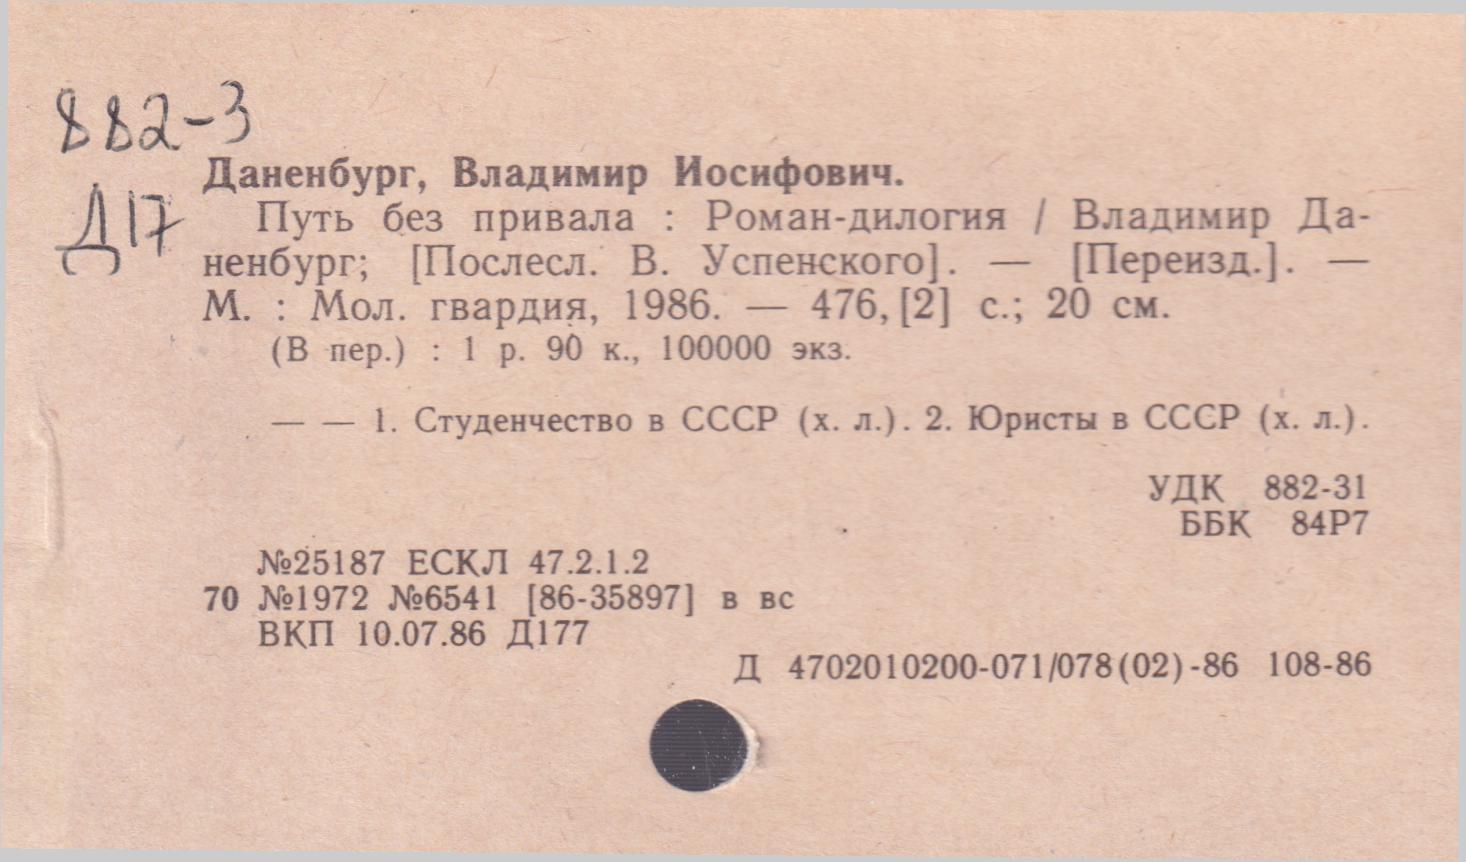 882-3
Д17
Даненбург, Владимир Иосифович.
Путь без привала : Роман-дилогия / Владимир Да-
ненбург; [Послесл. В. Успенского]. — [Переизд.]. —
М. : Мол. гвардия, 1986. — 476, [2] с.; 20 см.
(В пер.) : 1 р. 90 к., 100000 экз.
— — 1. Студенчество в СССР (х. л.). 2. Юристы в СССР (х. л.).
УДК 882-31
ББК 84Р7
№25187 ЕСКЛ 47.2.1.2
70 №1972 №6541 [86-35897] в вс
ВКП 10.07.86 Д177
Д 4702010200-071/078(02)-86 108-86